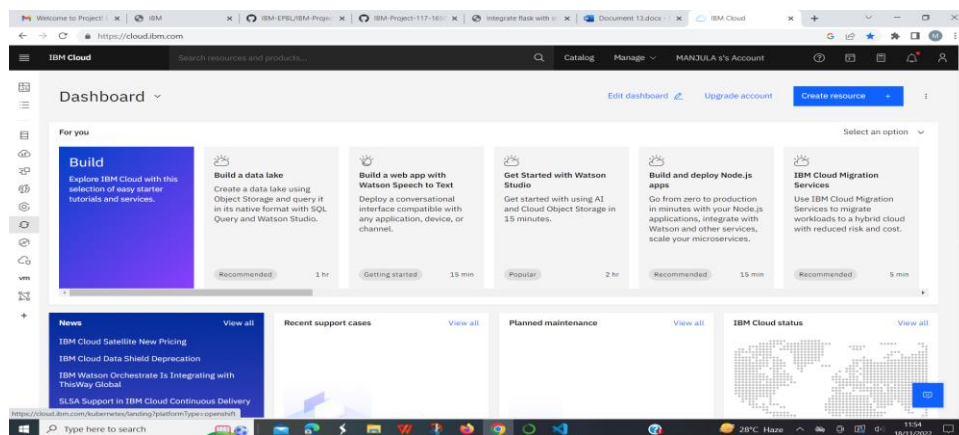 Welcome to Project!
IBM
IBM-EPBL/IBM-Project
IBM-Project-117-165
Integrate flask with
Document 13.docx -
IBM Cloud
https://cloud.ibm.com
IBM Cloud
Search resources and products...
Catalog
Manage
MANJULA s's Account
Dashboard
Edit dashboard
Upgrade account
Create resource +
For you
Select an option
Build
Explore IBM Cloud with this
selection of easy starter
tutorials and services.
Build a data lake
Create a data lake using
Object Storage and query it
in its native format with SQL
Query and Watson Studio.
Recommended 1 hr
Build a web app with
Watson Speech to Text
Deploy a conversational
interface compatible with
any application, device, or
channel.
Getting started 15 min
Get Started with Watson
Studio
Get started with using AI
and Cloud Object Storage in
15 minutes.
Popular 2 hr
Build and deploy Node.js
apps
Go from zero to production
in minutes with your Node.js
applications, integrate with
Watson and other services,
scale your microservices.
Recommended 15 min
IBM Cloud Migration
Services
Use IBM Cloud Migration
Services to migrate
workloads to a hybrid cloud
with reduced risk and cost.
Recommended 5 min
vm
News View all
IBM Cloud Satellite New Pricing
IBM Cloud Data Shield Deprecation
IBM Watson Orchestrate Is Integrating with
ThisWay Global
SLSA Support in IBM Cloud Continuous Delivery
Recent support cases View all
Planned maintenance View all
IBM Cloud status View all
https://cloud.ibm.com/kubernetes/landing?platformType=openshift
Type here to search
28°C Haze
11:54
18/11/2022